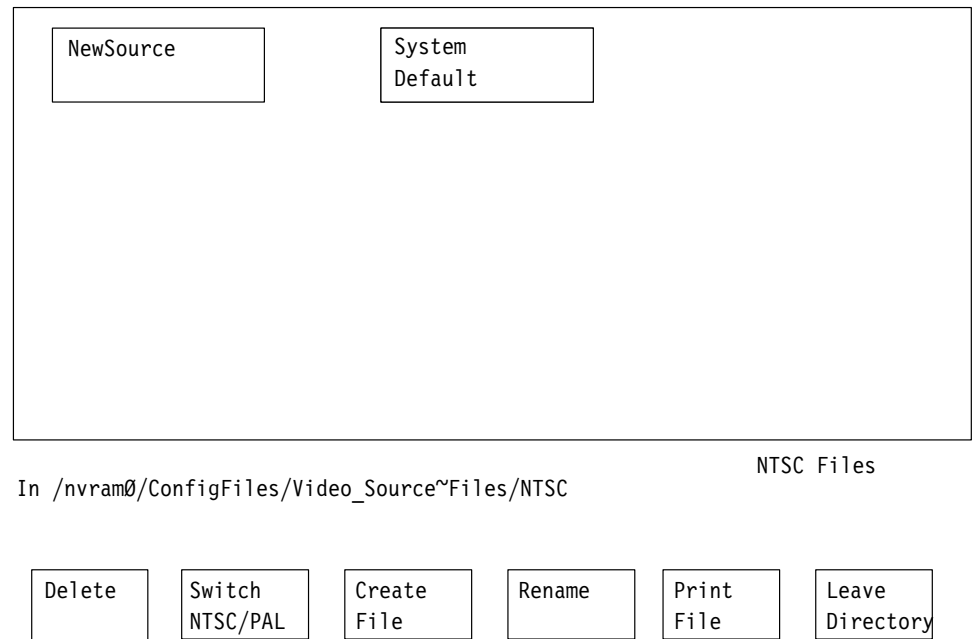 NewSource
System
Default
NTSC Files
In /nvramØ/ConfigFiles/Video_Source~Files/NTSC
Delete
Switch
NTSC/PAL
Create
File
Rename
Print
File
Leave
Directory